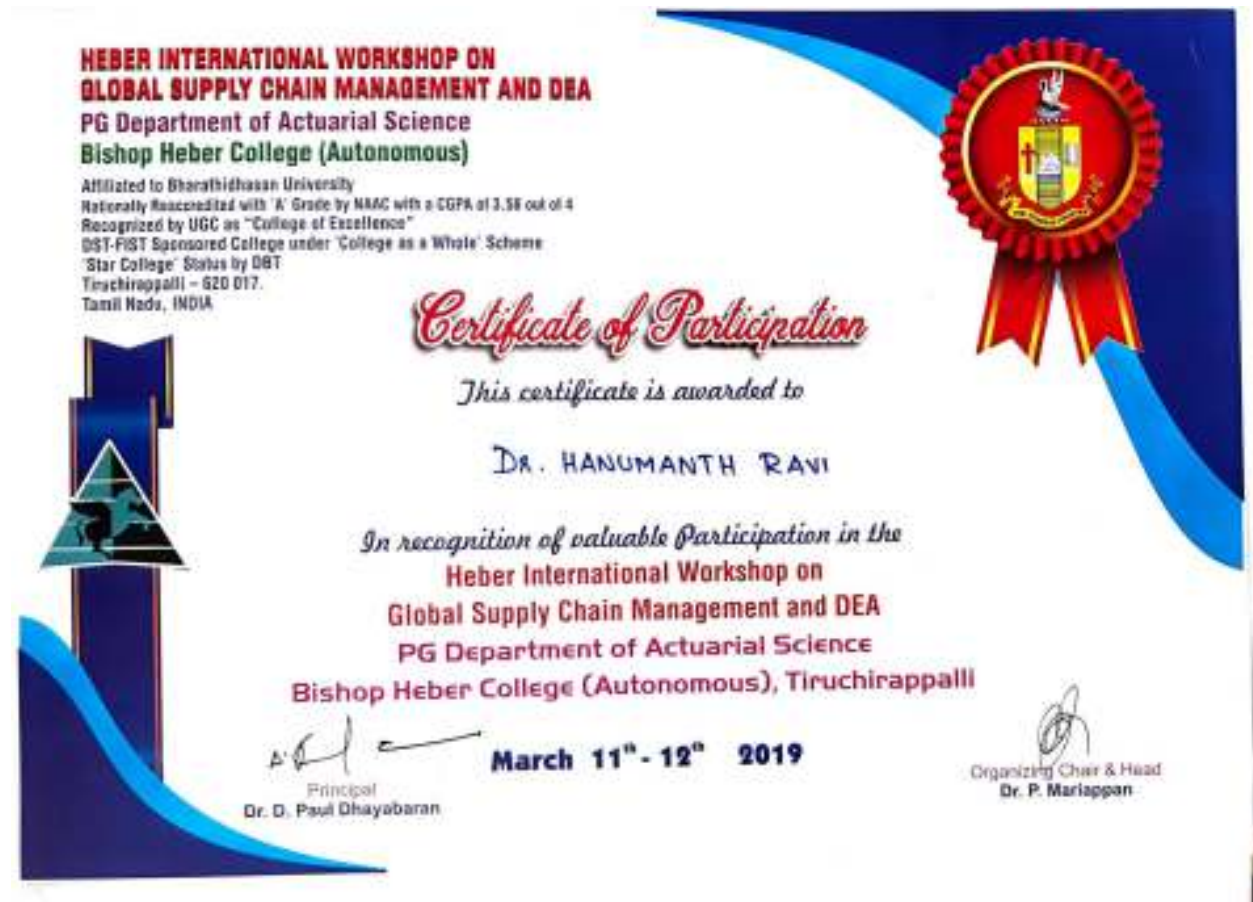 HEBER INTERNATIONAL WORKSHOP ON
GLOBAL SUPPLY CHAIN MANAGEMENT AND DEA
PG Department of Actuarial Science
Bishop Heber College (Autonomous)
Affiliated to Bharathidhasan University
Nationally Reaccredited with 'A' Grade by NAAC with a CGPA of 3.58 out of 4
Recognized by UGC as "College of Excellence"
DST-FIST Sponsored College under 'College as a Whole' Scheme
'Star College' Status by DBT
Tiruchirappalli – 620 017.
Tamil Nadu, INDIA
Certificate of Participation
This certificate is awarded to
DR. HANUMANTH RAVI
In recognition of valuable Participation in the
Heber International Workshop on
Global Supply Chain Management and DEA
PG Department of Actuarial Science
Bishop Heber College (Autonomous), Tiruchirappalli
March 11th - 12th 2019
Principal
Dr. D. Paul Dhayabaran
Organizing Chair & Head
Dr. P. Mariappan